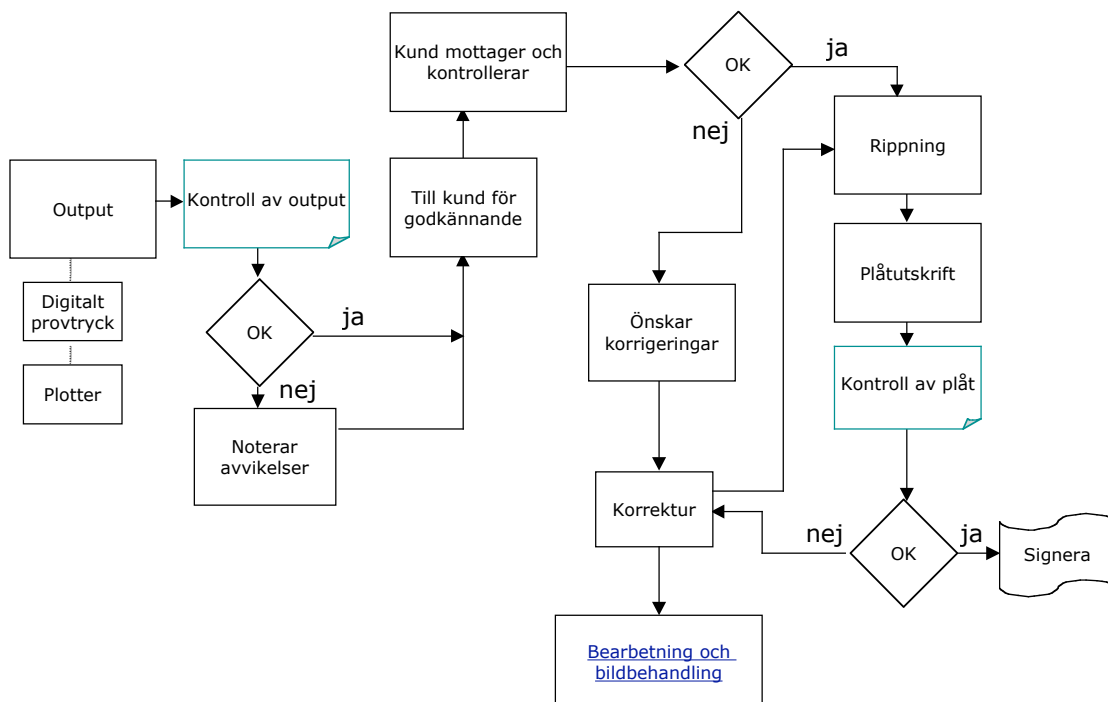 Output
Digitalt
provtryck
Plotter
Kontroll av output
OK
ja
nej
Noterar
avvikelser
Till kund för
godkännande
Kund mottager och
kontrollerar
OK
ja
nej
Önskar
korrigeringar
Korrektur
Bearbetning och
bildbehandling
Rippning
Plåtutskrift
Kontroll av plåt
OK
nej
ja
Signera